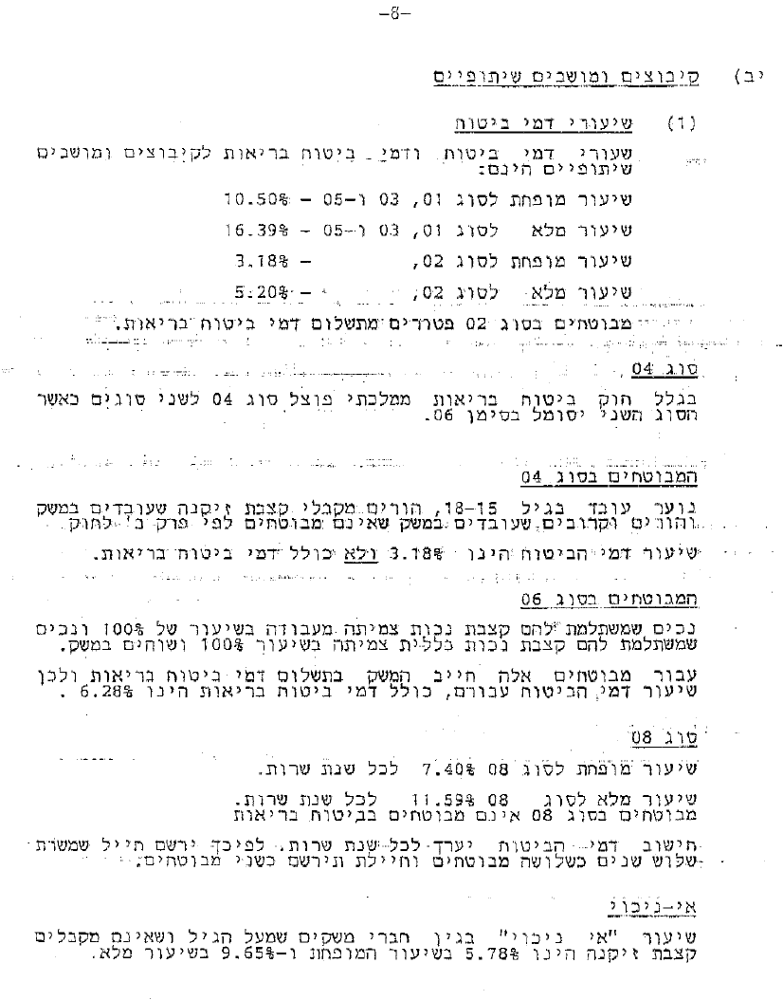 -8-
יב) קיבוצים ומושבים שיתופיים
(1) שיעורי דמי ביטוח
שעורי דמי ביטוח ודמי ביטוח בריאות לקיבוצים ומושבים
שיתופיים הינם:
שיעור מופחת לסוג 01, 03 ו-05 - 10.50%
שיעור מלא לסוג 01, 03 ו-05 - 16.39%
שיעור מופחת לסוג 02, - 3.18%
שיעור מלא לסוג 02, - 5.20%
מבוטחים בסוג 02 פטורים מתשלום דמי ביטוח בריאות.
סוג 04
בגלל חוק ביטוח בריאות ממלכתי פוצל סוג 04 לשני סוגים כאשר
הסוג השני יסומל בסימן 06.
המבוטחים בסוג 04
נוער עובד בגיל 18-15, הורים מקבלי קצבת זיקנה שעובדים במשק
והורים וקרובים שעובדים במשק שאינם מבוטחים לפי פרק ב' לחוק.
שיעור דמי הביטוח הינו 3.18% ולא כולל דמי ביטוח בריאות.
המבוטחים בסוג 06
נכים שמשתלמת להם קצבת נכות צמיתה מעבודה בשיעור של 100% ונכים
שמשתלמת להם קצבת נכות כללית צמיתה בשיעור 100% ושוהים במשק.
עבור מבוטחים אלה חייב המשק בתשלום דמי ביטוח בריאות ולכן
שיעור דמי הביטוח עבורם, כולל דמי ביטוח בריאות הינו 6.28% .
סוג 08
שיעור מופחת לסוג 08 7.40% לכל שנת שרות.
שיעור מלא לסוג 08 11.59% לכל שנת שרות.
מבוטחים בסוג 08 אינם מבוטחים בביטוח בריאות
חישוב דמי הביטוח יערך לכל שנת שרות. לפיכך ירשם חייל שמשרת
שלוש שנים כשלושה מבוטחים וחיילת תירשם כשני מבוטחים.
אי-ניכוי
שיעור "אי ניכוי" בגין חברי משקים שמעל הגיל ושאינם מקבלים
קצבת זיקנה הינו 5.78% בשיעור המופחת ו-9.65% בשיעור מלא.